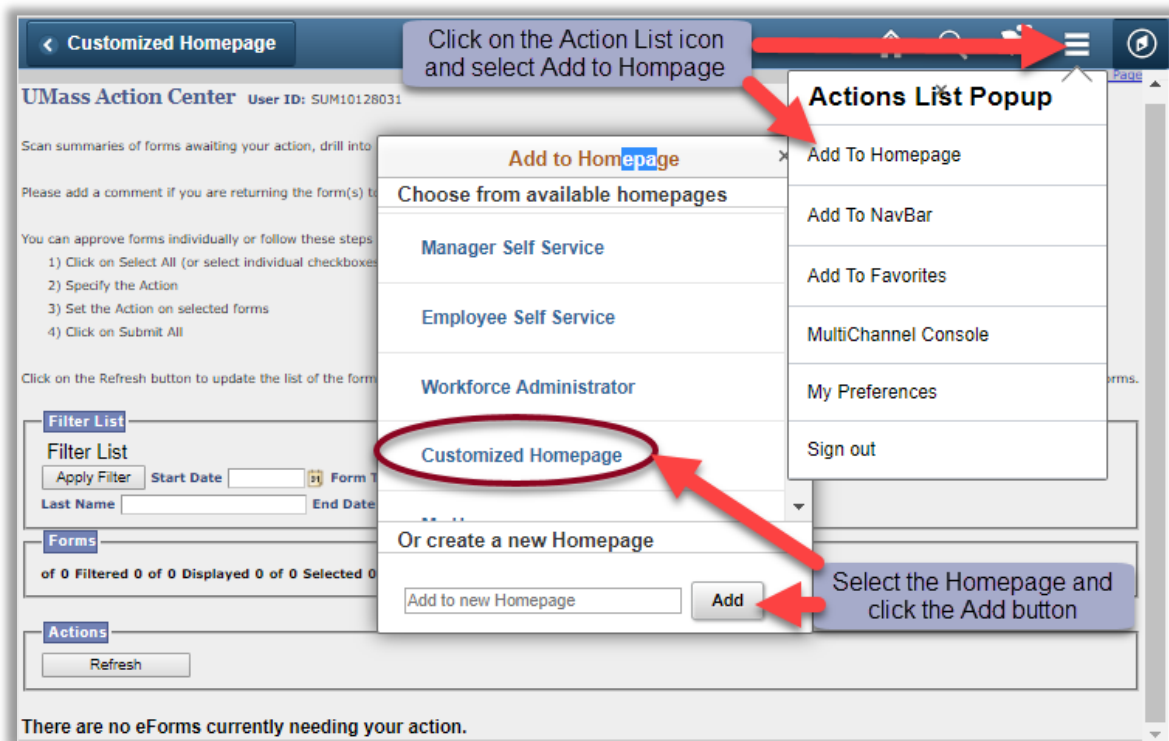 Customized Homepage
Click on the Action List icon
and select Add to Hompage
Page
UMass Action Center User ID: SUM10128031
Actions List Popup
Add To Homepage
Add To NavBar
Add To Favorites
MultiChannel Console
My Preferences
Sign out
Scan summaries of forms awaiting your action, drill into
Please add a comment if you are returning the form(s) to
You can approve forms individually or follow these steps
1) Click on Select All (or select individual checkboxes
2) Specify the Action
3) Set the Action on selected forms
4) Click on Submit All
Click on the Refresh button to update the list of the form
Add to Homepage
Choose from available homepages
Manager Self Service
Employee Self Service
Workforce Administrator
Customized Homepage
Or create a new Homepage
Add to new Homepage
Add
Select the Homepage and
click the Add button
Filter List
Filter List
Apply Filter Start Date Form
Last Name End Date
Forms
of 0 Filtered 0 of 0 Displayed 0 of 0 Selected 0
Actions
Refresh
There are no eForms currently needing your action.